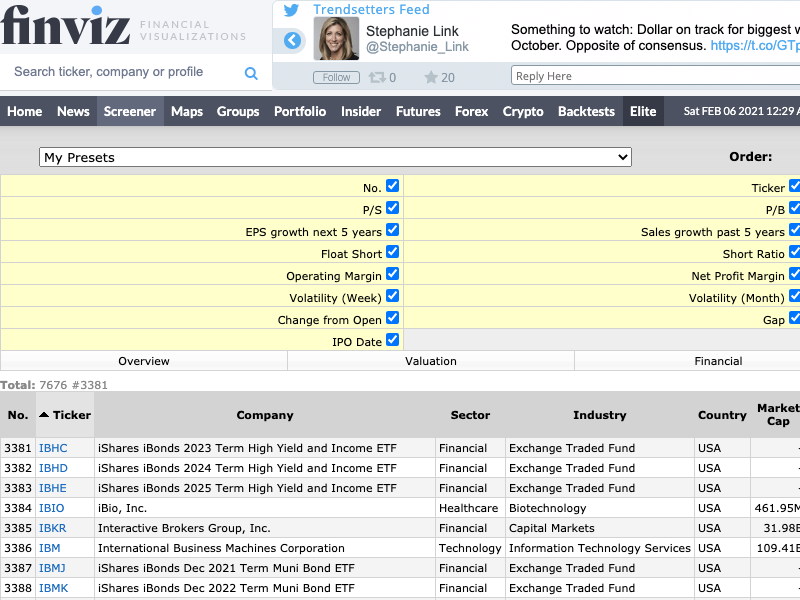 finviz FINANCIAL VISUALIZATIONS
Trendsetters Feed
Stephanie Link
@Stephanie_Link
Something to watch: Dollar on track for biggest w
October. Opposite of consensus. https://t.co/GTp
Follow 0 20 Reply Here
Search ticker, company or profile
Home News Screener Maps Groups Portfolio Insider Futures Forex Crypto Backtests Elite Sat FEB 06 2021 12:29 A
My Presets Order:
No. Ticker
P/S P/B
EPS growth next 5 years Sales growth past 5 years
Float Short Short Ratio
Operating Margin Net Profit Margin
Volatility (Week) Volatility (Month)
Change from Open Gap
IPO Date
Overview Valuation Financial
Total: 7676 #3381
No. Ticker Company Sector Industry Country Market Cap
3381 IBHC iShares iBonds 2023 Term High Yield and Income ETF Financial Exchange Traded Fund USA -
3382 IBHD iShares iBonds 2024 Term High Yield and Income ETF Financial Exchange Traded Fund USA -
3383 IBHE iShares iBonds 2025 Term High Yield and Income ETF Financial Exchange Traded Fund USA -
3384 IBIO iBio, Inc. Healthcare Biotechnology USA 461.95M
3385 IBKR Interactive Brokers Group, Inc. Financial Capital Markets USA 31.98B
3386 IBM International Business Machines Corporation Technology Information Technology Services USA 109.41B
3387 IBMJ iShares iBonds Dec 2021 Term Muni Bond ETF Financial Exchange Traded Fund USA -
3388 IBMK iShares iBonds Dec 2022 Term Muni Bond ETF Financial Exchange Traded Fund USA -